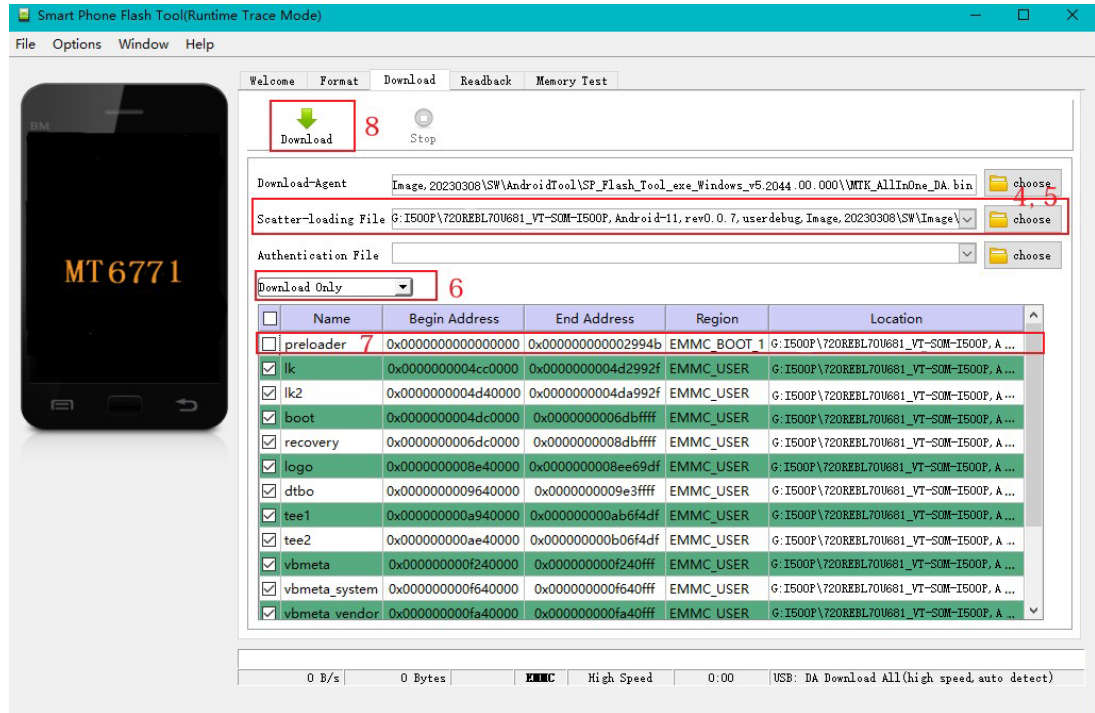 Smart Phone Flash Tool(Runtime Trace Mode)
File Options Window Help
Welcome Format Download Readback Memory Test
BM
Download 8 Stop
Download-Agent Image, 20230308\SW\AndroidTool\SP_Flash_Tool_exe_Windows_v5.2044.00.000\\MTK_AllInOne_DA.bin choose
4, 5
Scatter-loading File G:I500P\720REBL70U681_VT-SOM-I500P, Android-11, rev0.0.7, userdebug, Image, 20230308\SW\Image\ choose
Authentication File choose
MT6771
Download Only 6
Name Begin Address End Address Region Location
preloader 7 0x0000000000000000 0x000000000002994b EMMC_BOOT_1 G:I500P\720REBL70U681_VT-SOM-I500P, A ...
lk 0x0000000004cc0000 0x0000000004d2992f EMMC_USER G:I500P\720REBL70U681_VT-SOM-I500P, A ...
lk2 0x0000000004d40000 0x0000000004da992f EMMC_USER G:I500P\720REBL70U681_VT-SOM-I500P, A ...
boot 0x0000000004dc0000 0x0000000006dbffff EMMC_USER G:I500P\720REBL70U681_VT-SOM-I500P, A ...
recovery 0x0000000006dc0000 0x0000000008dbffff EMMC_USER G:I500P\720REBL70U681_VT-SOM-I500P, A ...
logo 0x0000000008e40000 0x0000000008ee69df EMMC_USER G:I500P\720REBL70U681_VT-SOM-I500P, A ...
dtbo 0x0000000009640000 0x0000000009e3ffff EMMC_USER G:I500P\720REBL70U681_VT-SOM-I500P, A ...
tee1 0x000000000a940000 0x000000000ab6f4df EMMC_USER G:I500P\720REBL70U681_VT-SOM-I500P, A ...
tee2 0x000000000ae40000 0x000000000b06f4df EMMC_USER G:I500P\720REBL70U681_VT-SOM-I500P, A ...
vbmeta 0x000000000f240000 0x000000000f240fff EMMC_USER G:I500P\720REBL70U681_VT-SOM-I500P, A ...
vbmeta_system 0x000000000f640000 0x000000000f640fff EMMC_USER G:I500P\720REBL70U681_VT-SOM-I500P, A ...
vbmeta vendor 0x000000000fa40000 0x000000000fa40fff EMMC_USER G:I500P\720REBL70U681_VT-SOM-I500P, A ...
0 B/s 0 Bytes EMMC High Speed 0:00 USB: DA Download All(high speed, auto detect)